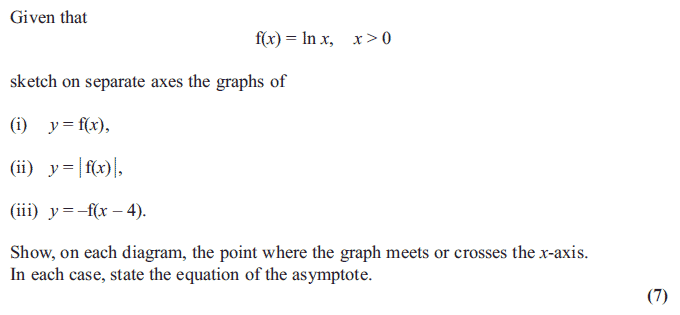 Given that
f(x) = ln x, x > 0
sketch on separate axes the graphs of
(i) y = f(x),
(ii) y = |f(x)|,
(iii) y = –f(x – 4).
Show, on each diagram, the point where the graph meets or crosses the x-axis.
In each case, state the equation of the asymptote.
(7)